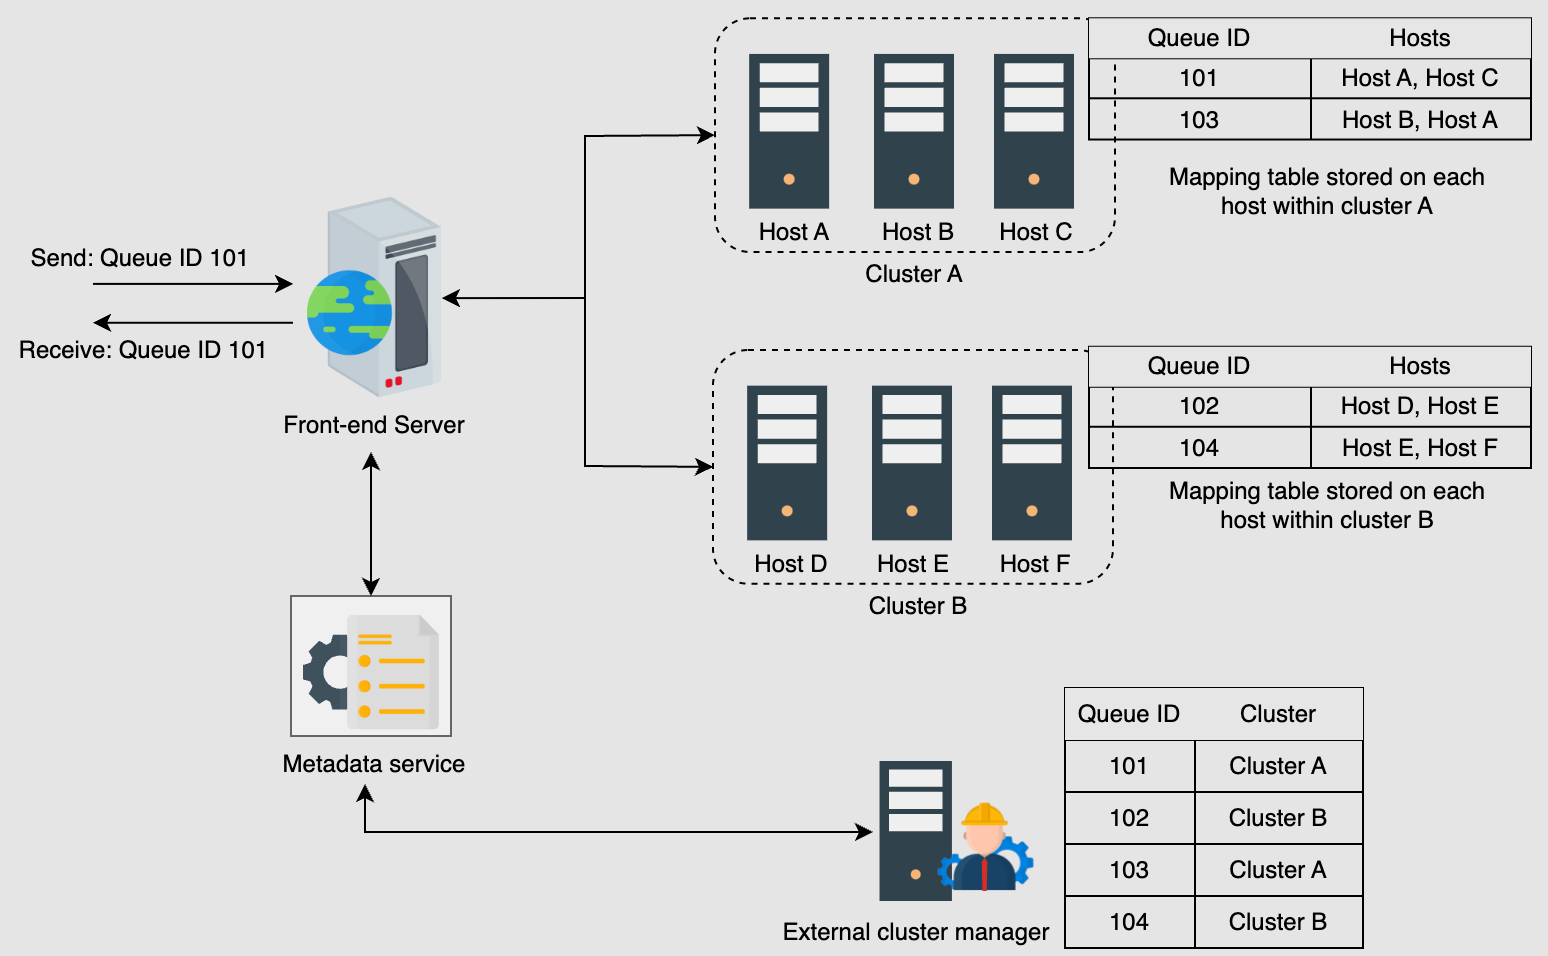 Send: Queue ID 101
Receive: Queue ID 101
Front-end Server
Host A
Host B
Host C
Cluster A
Queue ID Hosts
101 Host A, Host C
103 Host B, Host A
Mapping table stored on each
host within cluster A
Host D
Host E
Host F
Cluster B
Queue ID Hosts
102 Host D, Host E
104 Host E, Host F
Mapping table stored on each
host within cluster B
Metadata service
External cluster manager
Queue ID Cluster
101 Cluster A
102 Cluster B
103 Cluster A
104 Cluster B